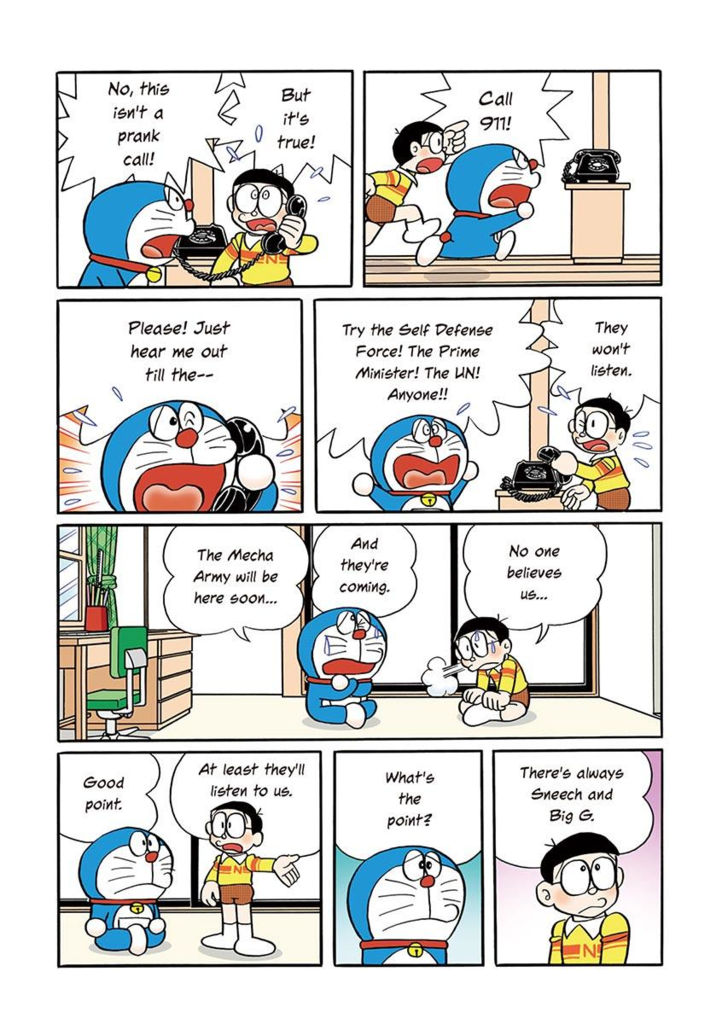 Call
911!
But
it's
true!
No, this
isn't a
prank
call!
N
They
won't
listen.
Try the Self Defense
Force! The Prime
Minister! The UN!
Anyone!!
Please! Just
hear me out
till the--
No one
believes
us...
And
they're
coming.
The Mecha
Army will be
here soon...
There's always
Sneech and
Big G.
N
What's
the
point?
At least they'll
listen to us.
N
Good
point.